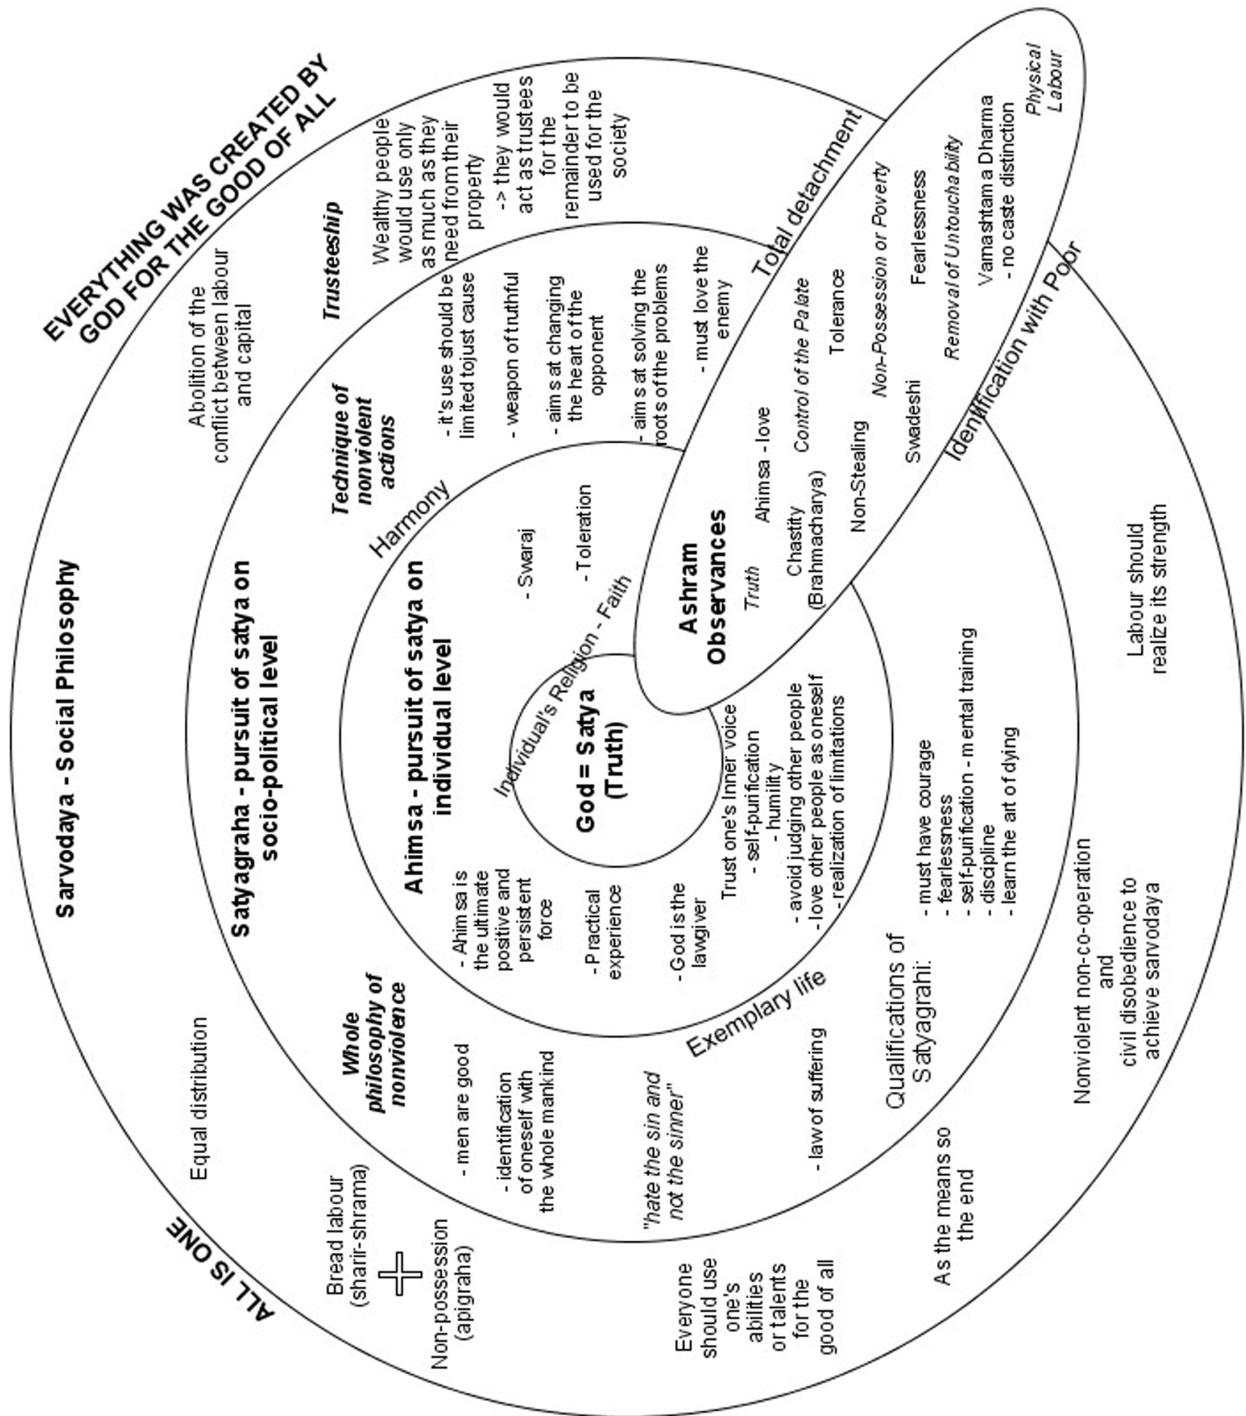 ALL IS ONE
EVERYTHING WAS CREATED BY
GOD FOR THE GOOD OF ALL
Sarvodaya - Social Philosophy
Equal distribution
Abolition of the
conflict between labour
and capital
Bread labour
(sharir-shrama)
Non-possession
(apigraha)
Trusteeship
Wealthy people
would use only
as much as they
need from their
property
-> they would
act as trustees
for the
remainder to be
used for the
society
Everyone
should use
one's
abilities
or talents
for the
good of all
As the means so
the end
Nonviolent non-co-operation
and
civil disobedience to
achieve sarvodaya
Labour should
realize its strength
Satyagraha - pursuit of satya on
socio-political level
Whole
philosophy of
nonviolence
- men are good
- identification
of oneself with
the whole mankind
"hate the sin and
not the sinner"
- law of suffering
Technique of
nonviolent
actions
- it's use should be
limited tojust cause
- weapon of truthful
- aims at changing
the heart of the
opponent
- aims at solving the
roots of the problems
- must love the
enemy
Qualifications of
Satyagrahi:
- must have courage
- fearlessness
- self-purification - mental training
- discipline
- learn the art of dying
Harmony
Exemplary life
Ahimsa - pursuit of satya on
individual level
- Ahimsa is
the ultimate
positive and
persistent
force
- Practical
experience
- God is the
lawgiver
- Swaraj
- Toleration
Trust one's Inner voice
- self-purification
- humility
- avoid judging other people
- love other people as oneself
- realization of limitations
Individual's Religion - Faith
God = Satya
(Truth)
Total detachment
Identification with Poor
Ashram
Observances
Truth
Ahimsa - love
Chastity
(Brahmacharya)
Control of the Palate
Non-Stealing
Tolerance
Non-Possession or Poverty
Swadeshi
Fearlessness
Removal of Untouchability
Varnashtama Dharma
- no caste distinction
Physical
Labour